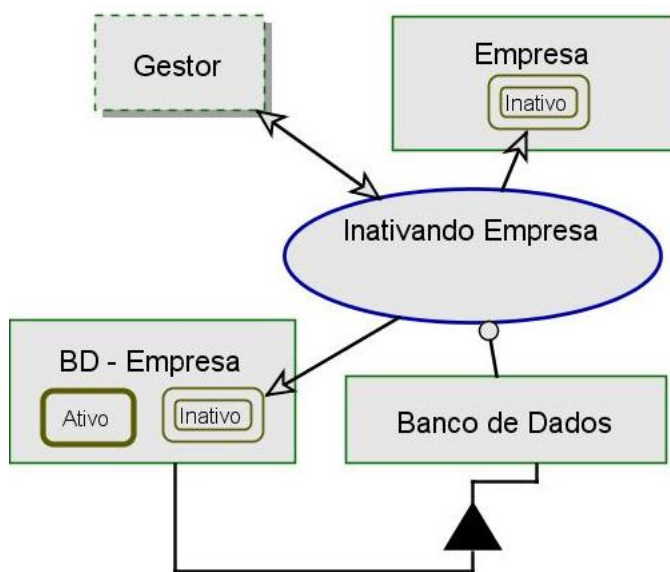 Gestor
Empresa
Inativo
Inativando Empresa
BD - Empresa
Ativo
Inativo
Banco de Dados